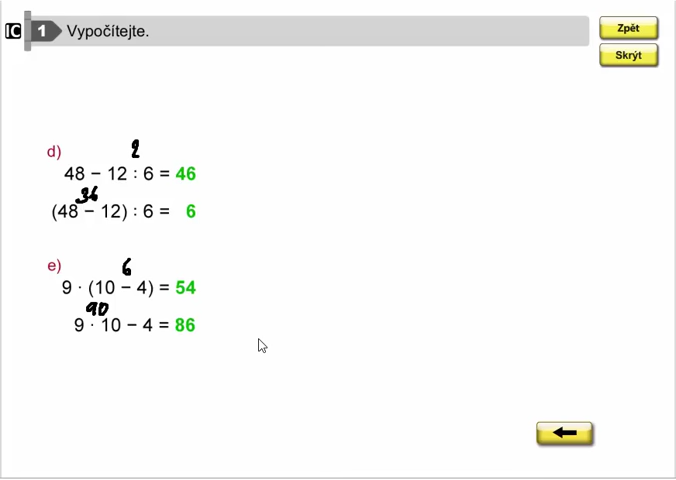 IC 1 Vypočítejte.
Zpět
Skrýt
d)
2
48 − 12 : 6 = 46
36
(48 − 12) : 6 = 6
e)
6
9 · (10 − 4) = 54
90
9 · 10 − 4 = 86